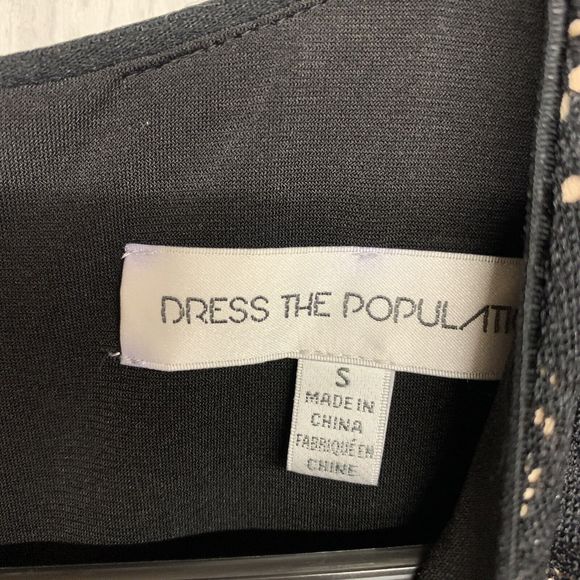 DRESS THE POPULATI
S
MADE IN
CHINA
FABRIQUÉ EN
CHINE